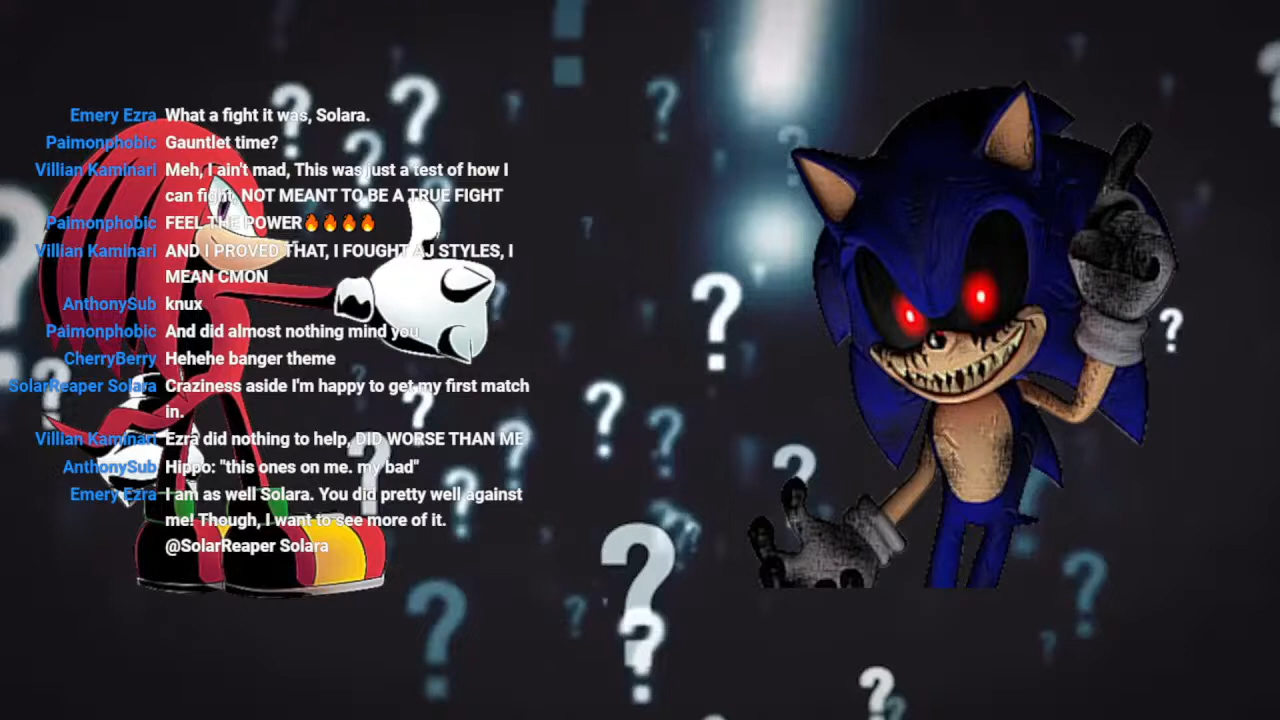 Emery Ezra What a fight it was, Solara.
Paimonphobic Gauntlet time?
Villian Kaminari Meh, I ain't mad, This was just a test of how I
can fight, NOT MEANT TO BE A TRUE FIGHT
Paimonphobic FEEL THE POWER🔥🔥🔥🔥
Villian Kaminari AND I PROVED THAT, I FOUGHT AJ STYLES, I
MEAN CMON
AnthonySub knux
Paimonphobic And did almost nothing mind you
CherryBerry Hehehe banger theme
SolarReaper Solara Craziness aside I'm happy to get my first match
in.
Villian Kaminari Ezra did nothing to help, DID WORSE THAN ME
AnthonySub Hippo: "this ones on me. my bad"
Emery Ezra I am as well Solara. You did pretty well against
me! Though, I want to see more of it.
@SolarReaper Solara